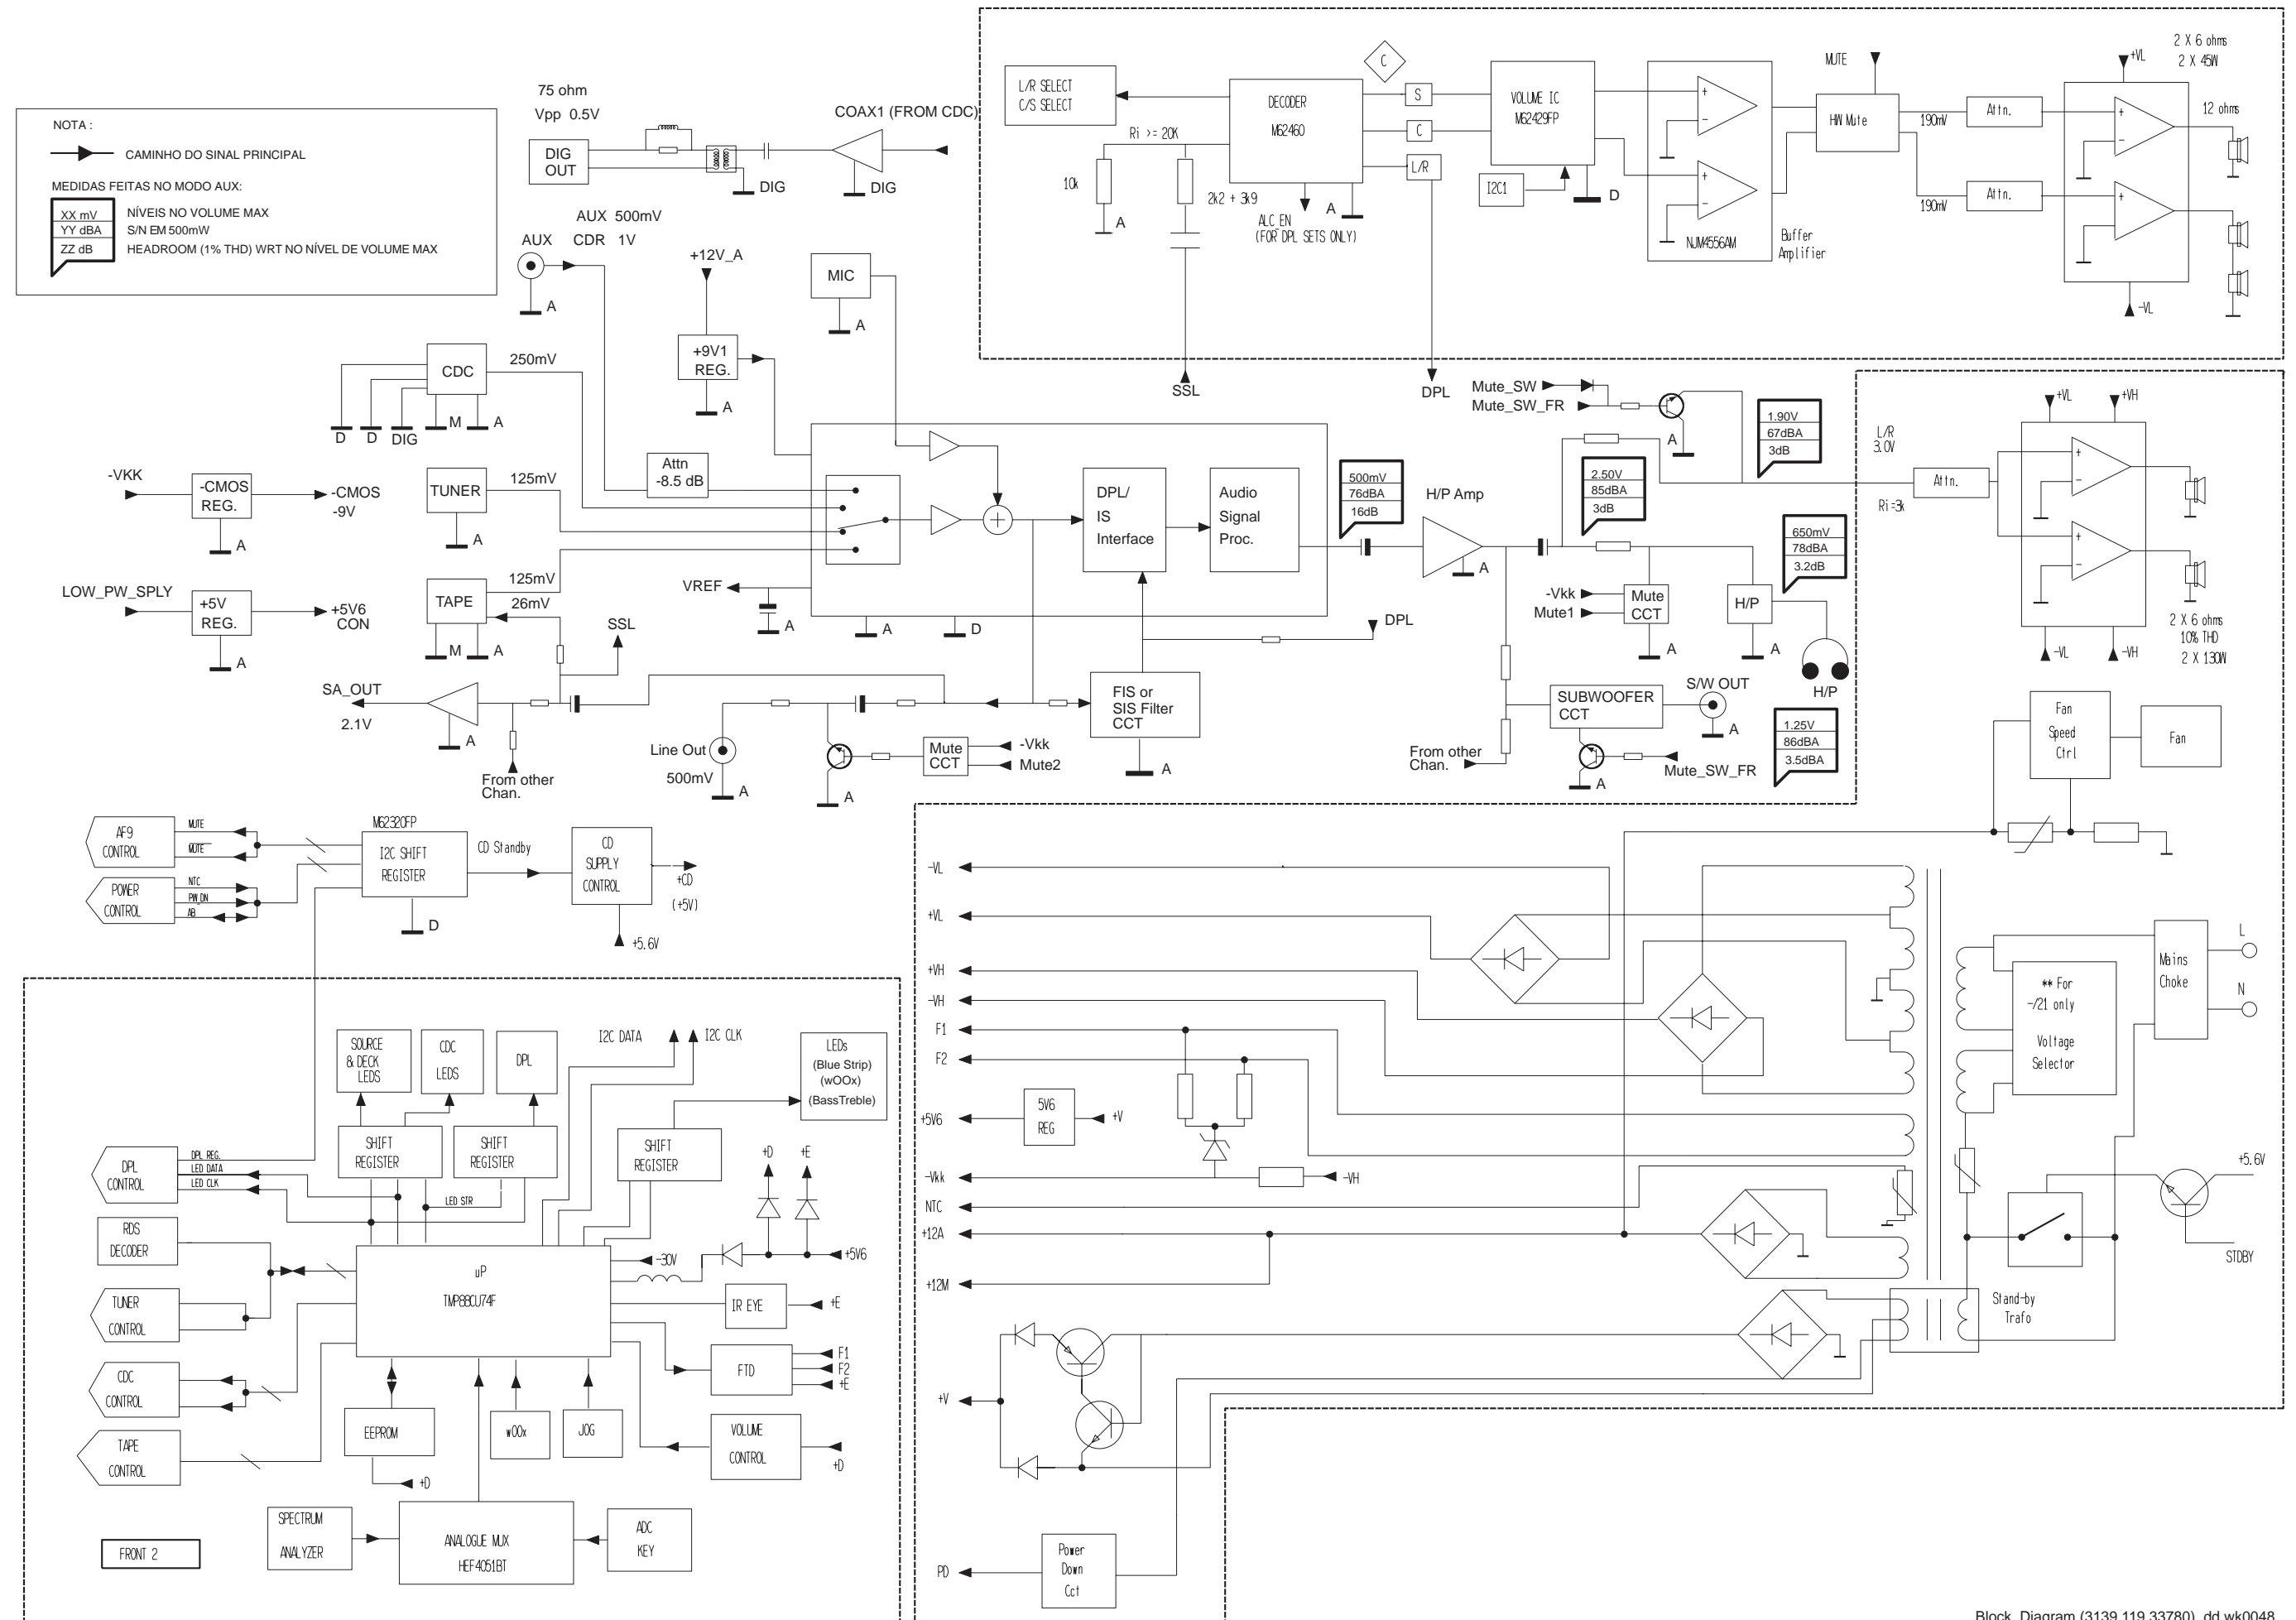 NOTA :
CAMINHO DO SINAL PRINCIPAL
MEDIDAS FEITAS NO MODO AUX:
XX mV
YY dBA
ZZ dB
NÍVEIS NO VOLUME MAX
S/N EM 500mW
HEADROOM (1% THD) WRT NO NÍVEL DE VOLUME MAX
75 ohm
Vpp 0.5V
DIG
OUT
DIG
COAX1 (FROM CDC)
DIG
AUX 500mV
AUX CDR 1V
A
+12V_A
+9V1
REG.
A
MIC
A
L/R SELECT
C/S SELECT
Ri >= 20K
10k
A
2k2 + 3k9
SSL
DECODER
M62460
ALC_EN
(FOR DPL SETS ONLY)
A
C
S
C
L/R
DPL
VOLUME IC
M62429FP
I2C1
D
NJM4556AM
Buffer
Amplifier
MUTE
HW Mute
190mV
190mV
Attn.
Attn.
+VL
2 X 6 ohms
2 X 45W
12 ohms
-VL
CDC
250mV
D
D
DIG
M
A
-VKK
-CMOS
REG.
-CMOS
-9V
A
TUNER
125mV
A
Attn
-8.5 dB
LOW_PW_SPLY
+5V
REG.
+5V6
CON
A
TAPE
125mV
26mV
M
A
SSL
VREF
A
A
D
DPL/
IS
Interface
Audio
Signal
Proc.
500mV
76dBA
16dB
H/P Amp
A
Mute_SW
Mute_SW_FR
A
1.90V
67dBA
3dB
2.50V
85dBA
3dB
650mV
78dBA
3.2dB
-Vkk
Mute1
Mute
CCT
A
H/P
A
H/P
L/R
3.0V
Ri =3k
Attn.
+VL
+VH
-VL
-VH
2 X 6 ohms
10% THD
2 X 130W
DPL
SA_OUT
2.1V
A
From other
Chan.
Line Out
500mV
A
A
Mute
CCT
-Vkk
Mute2
FIS or
SIS Filter
CCT
A
SUBWOOFER
CCT
S/W OUT
A
From other
Chan.
A
Mute_SW_FR
1.25V
86dBA
3.5dBA
Fan
Speed
Ctrl
Fan
AF9
CONTROL
MUTE
MUTE
POWER
CONTROL
NTC
PW_DN
AB
M62320FP
I2C SHIFT
REGISTER
D
CD Standby
CD
SUPPLY
CONTROL
+CD
(+5V)
+5.6V
-VL
+VL
+VH
-VH
F1
F2
+5V6
5V6
REG
+V
-Vkk
-VH
NTC
+12A
+12M
+V
PD
Power
Down
Cct
** For
-/21 only
Voltage
Selector
Mains
Choke
L
N
+5.6V
STDBY
Stand-by
Trafo
SOURCE
& DECK
LEDS
CDC
LEDS
DPL
I2C DATA
I2C CLK
LEDs
(Blue Strip)
(wOOx)
(BassTreble)
SHIFT
REGISTER
SHIFT
REGISTER
SHIFT
REGISTER
DPL
CONTROL
DPL REG.
LED DATA
LED CLK
LED STR
+D
+E
RDS
DECODER
-30V
+5V6
uP
TMP88CU74F
TUNER
CONTROL
IR EYE
+E
CDC
CONTROL
FTD
F1
F2
+E
TAPE
CONTROL
EEPROM
+D
wOOx
JOG
VOLUME
CONTROL
+D
SPECTRUM
ANALYZER
ANALOGUE MUX
HEF4051BT
ADC
KEY
FRONT 2
Block_Diagram (3139 119 33780)_dd wk0048